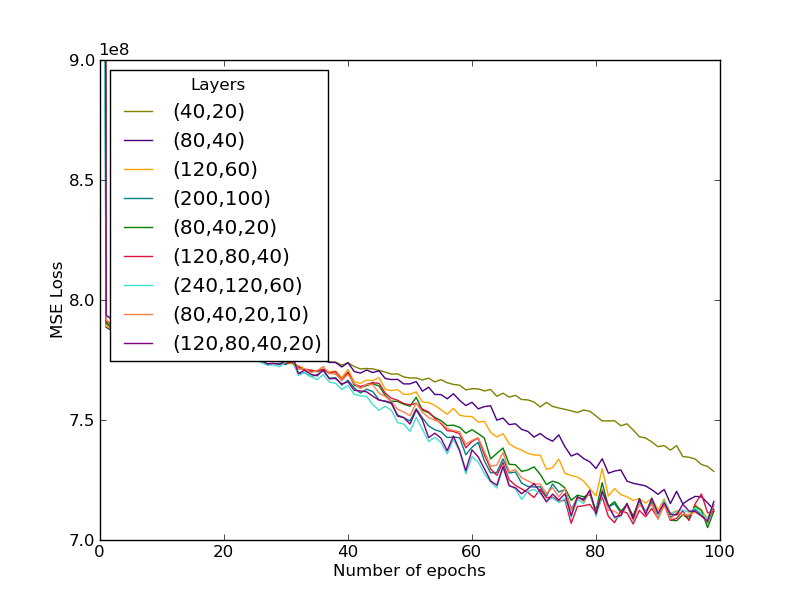 1e8
9.0
8.5
8.0
7.5
7.0
MSE Loss
Layers
(40,20)
(80,40)
(120,60)
(200,100)
(80,40,20)
(120,80,40)
(240,120,60)
(80,40,20,10)
(120,80,40,20)
0 20 40 60 80 100
Number of epochs